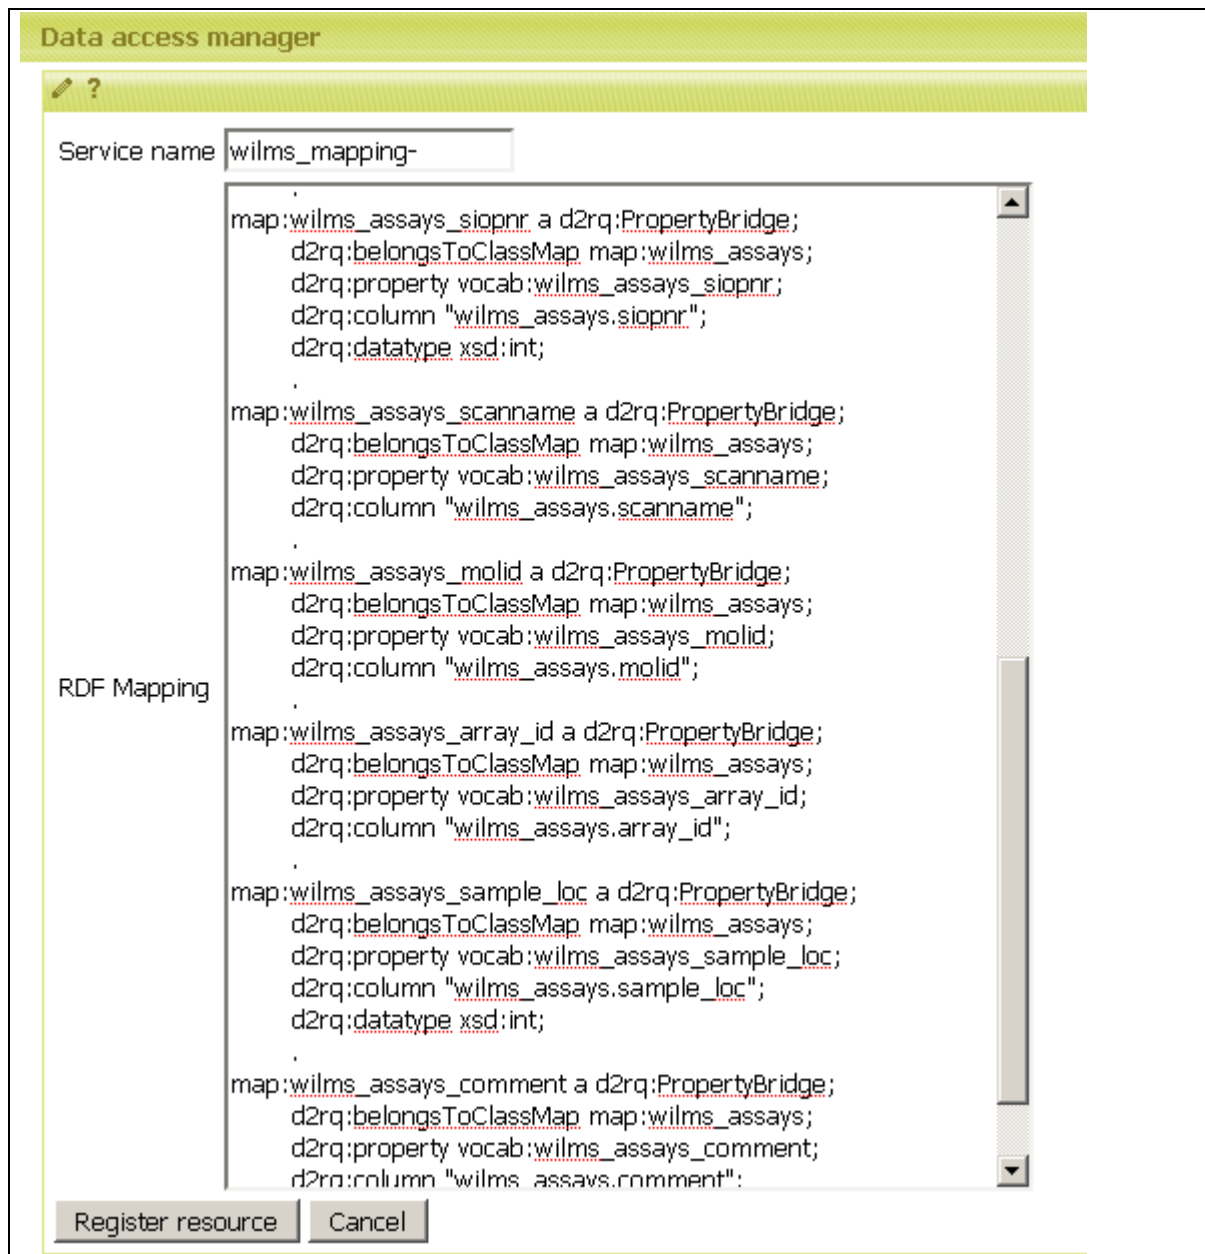 Data access manager
?
Service name wilms_mapping-
.
map:wilms_assays_siopnr a d2rq:PropertyBridge;
d2rq:belongsToClassMap map:wilms_assays;
d2rq:property vocab:wilms_assays_siopnr;
d2rq:column "wilms_assays.siopnr";
d2rq:datatype xsd:int;
.
map:wilms_assays_scanname a d2rq:PropertyBridge;
d2rq:belongsToClassMap map:wilms_assays;
d2rq:property vocab:wilms_assays_scanname;
d2rq:column "wilms_assays.scanname";
.
map:wilms_assays_molid a d2rq:PropertyBridge;
d2rq:belongsToClassMap map:wilms_assays;
d2rq:property vocab:wilms_assays_molid;
d2rq:column "wilms_assays.molid";
RDF Mapping
.
map:wilms_assays_array_id a d2rq:PropertyBridge;
d2rq:belongsToClassMap map:wilms_assays;
d2rq:property vocab:wilms_assays_array_id;
d2rq:column "wilms_assays.array_id";
.
map:wilms_assays_sample_loc a d2rq:PropertyBridge;
d2rq:belongsToClassMap map:wilms_assays;
d2rq:property vocab:wilms_assays_sample_loc;
d2rq:column "wilms_assays.sample_loc";
d2rq:datatype xsd:int;
.
map:wilms_assays_comment a d2rq:PropertyBridge;
d2rq:belongsToClassMap map:wilms_assays;
d2rq:property vocab:wilms_assays_comment;
d2rq:column "wilms_assays.comment";
Register resource Cancel